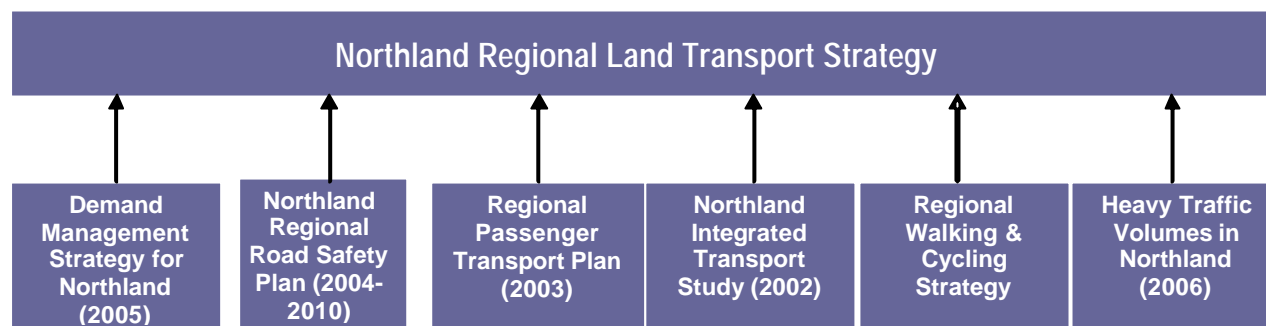 Northland Regional Land Transport Strategy
Demand
Management
Strategy for
Northland
(2005)
Northland
Regional
Road Safety
Plan (2004-
2010)
Regional
Passenger
Transport Plan
(2003)
Northland
Integrated
Transport
Study (2002)
Regional
Walking &
Cycling
Strategy
Heavy Traffic
Volumes in
Northland
(2006)